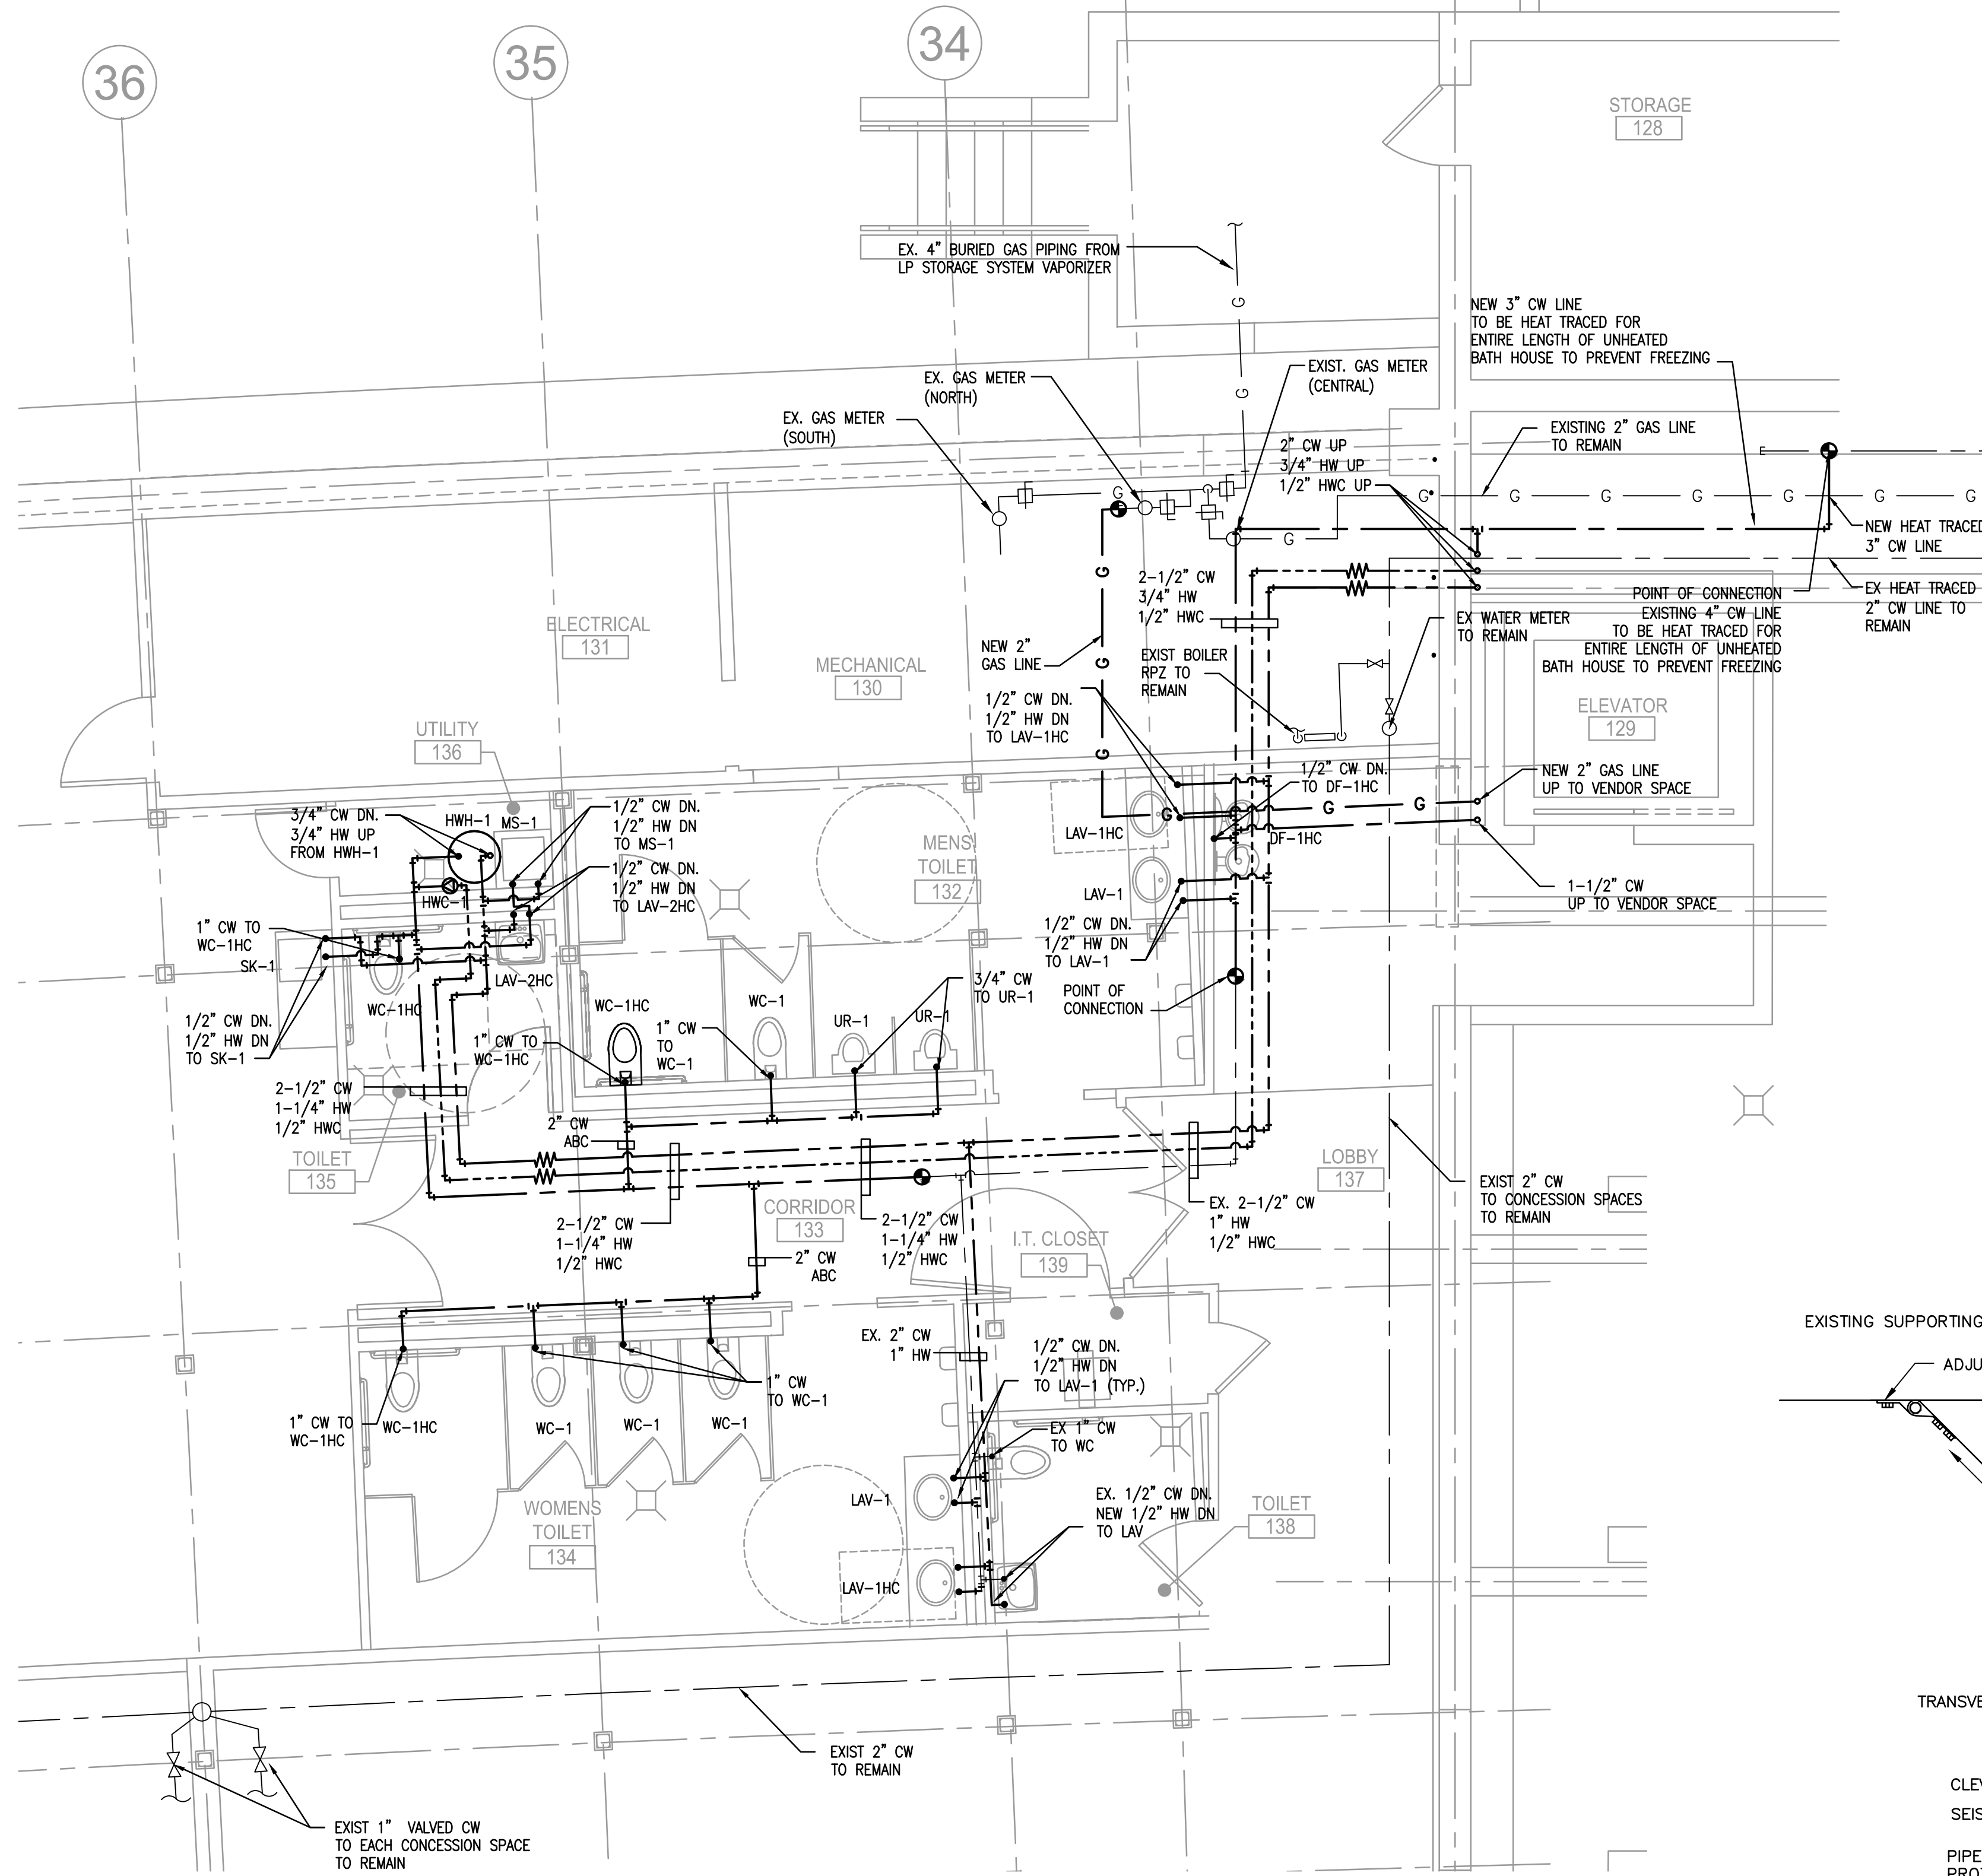 36
35
34
STORAGE
128
EX. 4" BURIED GAS PIPING FROM
LP STORAGE SYSTEM VAPORIZER
G
G
NEW 3" CW LINE
TO BE HEAT TRACED FOR
ENTIRE LENGTH OF UNHEATED
BATH HOUSE TO PREVENT FREEZING
EXIST. GAS METER
(CENTRAL)
EX. GAS METER
(NORTH)
EX. GAS METER
(SOUTH)
EXISTING 2" GAS LINE
TO REMAIN
2" CW UP
3/4" HW UP
1/2" HWC UP
E
G
G
G
G
G
G
G
G
G
NEW HEAT TRACED
3" CW LINE
G
G
G
2-1/2" CW
3/4" HW
1/2" HWC
EX HEAT TRACED
2" CW LINE TO
REMAIN
POINT OF CONNECTION
EXISTING 4" CW LINE
TO BE HEAT TRACED FOR
ENTIRE LENGTH OF UNHEATED
BATH HOUSE TO PREVENT FREEZING
EX WATER METER
TO REMAIN
ELECTRICAL
131
MECHANICAL
130
NEW 2"
GAS LINE
EXIST BOILER
RPZ TO
REMAIN
1/2" CW DN.
1/2" HW DN
TO LAV-1HC
ELEVATOR
129
UTILITY
136
NEW 2" GAS LINE
UP TO VENDOR SPACE
1/2" CW DN.
TO DF-1HC
G
G
G
3/4" CW DN.
3/4" HW UP
FROM HWH-1
HWH-1
MS-1
1/2" CW DN.
1/2" HW DN
TO MS-1
MENS
TOILET
132
LAV-1HC
DF-1HC
1/2" CW DN.
1/2" HW DN
TO LAV-2HC
HWC-1
LAV-1
1-1/2" CW
UP TO VENDOR SPACE
1" CW TO
WC-1HC
SK-1
1/2" CW DN.
1/2" HW DN
TO LAV-1
LAV-2HC
3/4" CW
TO UR-1
POINT OF
CONNECTION
WC-1HC
WC-1HC
WC-1
UR-1
UR-1
1/2" CW DN.
1/2" HW DN
TO SK-1
1" CW TO
WC-1HC
1" CW
TO
WC-1
2-1/2" CW
1-1/4" HW
1/2" HWC
2" CW
ABC
TOILET
135
LOBBY
137
EXIST 2" CW
TO CONCESSION SPACES
TO REMAIN
CORRIDOR
133
2-1/2" CW
1-1/4" HW
1/2" HWC
2" CW
ABC
2-1/2" CW
1-1/4" HW
1/2" HWC
EX. 2-1/2" CW
1" HW
1/2" HWC
I.T. CLOSET
139
EXISTING SUPPORTING
EX. 2" CW
1" HW
1/2" CW DN.
1/2" HW DN
TO LAV-1 (TYP.)
1" CW
TO WC-1
1" CW TO
WC-1HC
WC-1HC
WC-1
WC-1
WC-1
EX 1" CW
TO WC
LAV-1
EX. 1/2" CW DN.
NEW 1/2" HW DN
TO LAV
WOMENS
TOILET
134
TOILET
138
LAV-1HC
EXIST 2" CW
TO REMAIN
EXIST 1" VALVED CW
TO EACH CONCESSION SPACE
TO REMAIN